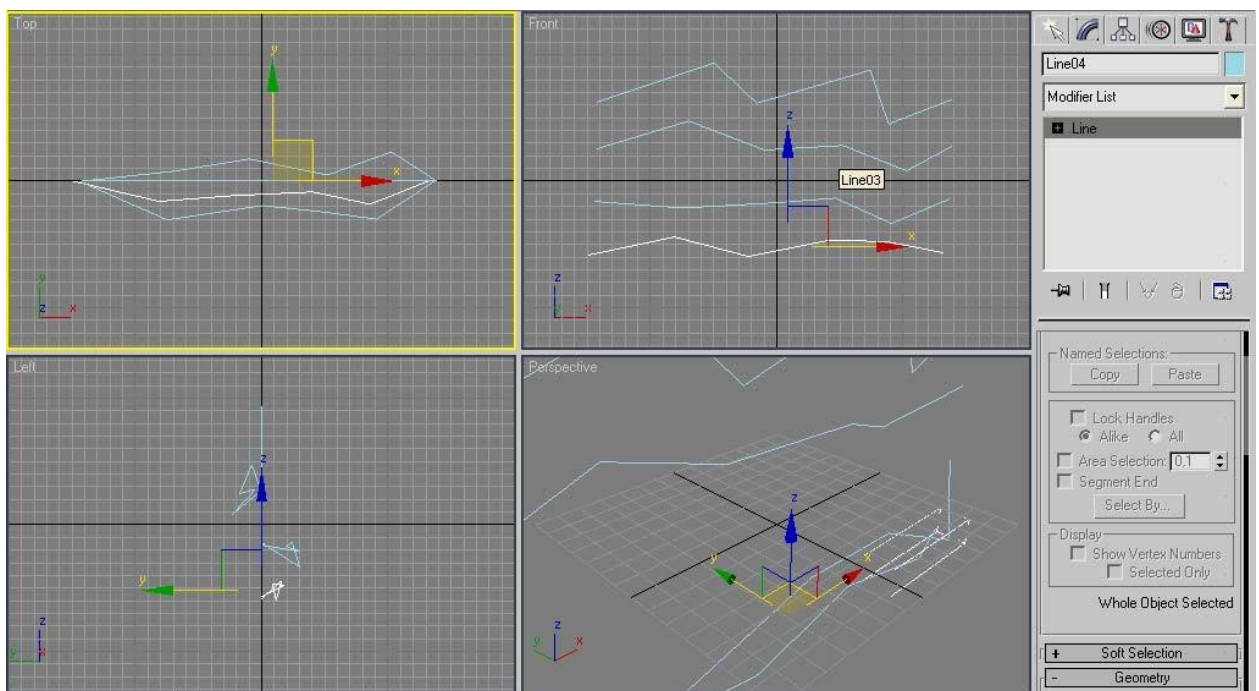 Top
y
x
y
z x
Front
z
Line03
x
z
y x
Left
z
y
z
y x
Perspective
z
y
x
z
y x
Line04
Modifier List
Line
Named Selections:
Copy Paste
Lock Handles
Alike All
Area Selection: 0,1
Segment End
Select By...
Display
Show Vertex Numbers
Selected Only
Whole Object Selected
+ Soft Selection
- Geometry